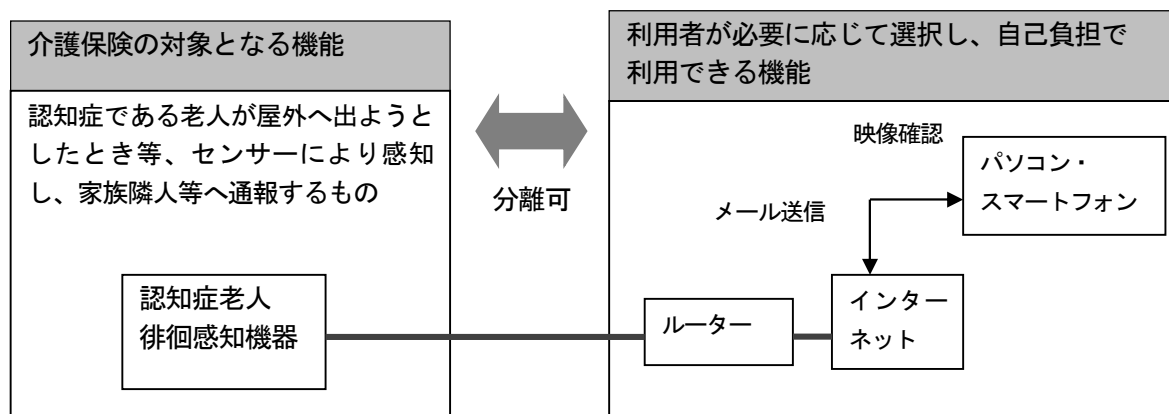 介護保険の対象となる機能
認知症である老人が屋外へ出ようと
したとき等、センサーにより感知
し、家族隣人等へ通報するもの
認知症老人
徘徊感知機器
分離可
利用者が必要に応じて選択し、自己負担で
利用できる機能
映像確認
パソコン・
スマートフォン
メール送信
ルーター
インター
ネット